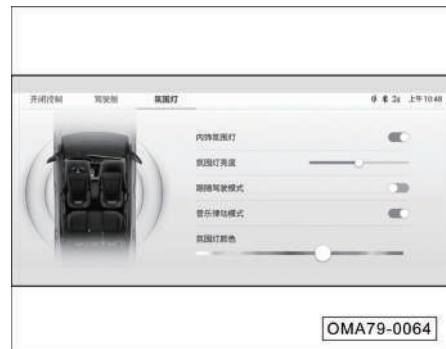 开闭控制 驾驶舱 氛围灯 上午10:48
内饰氛围灯
氛围灯亮度
跟随驾驶模式
音乐律动模式
氛围灯颜色
OMA79-0064